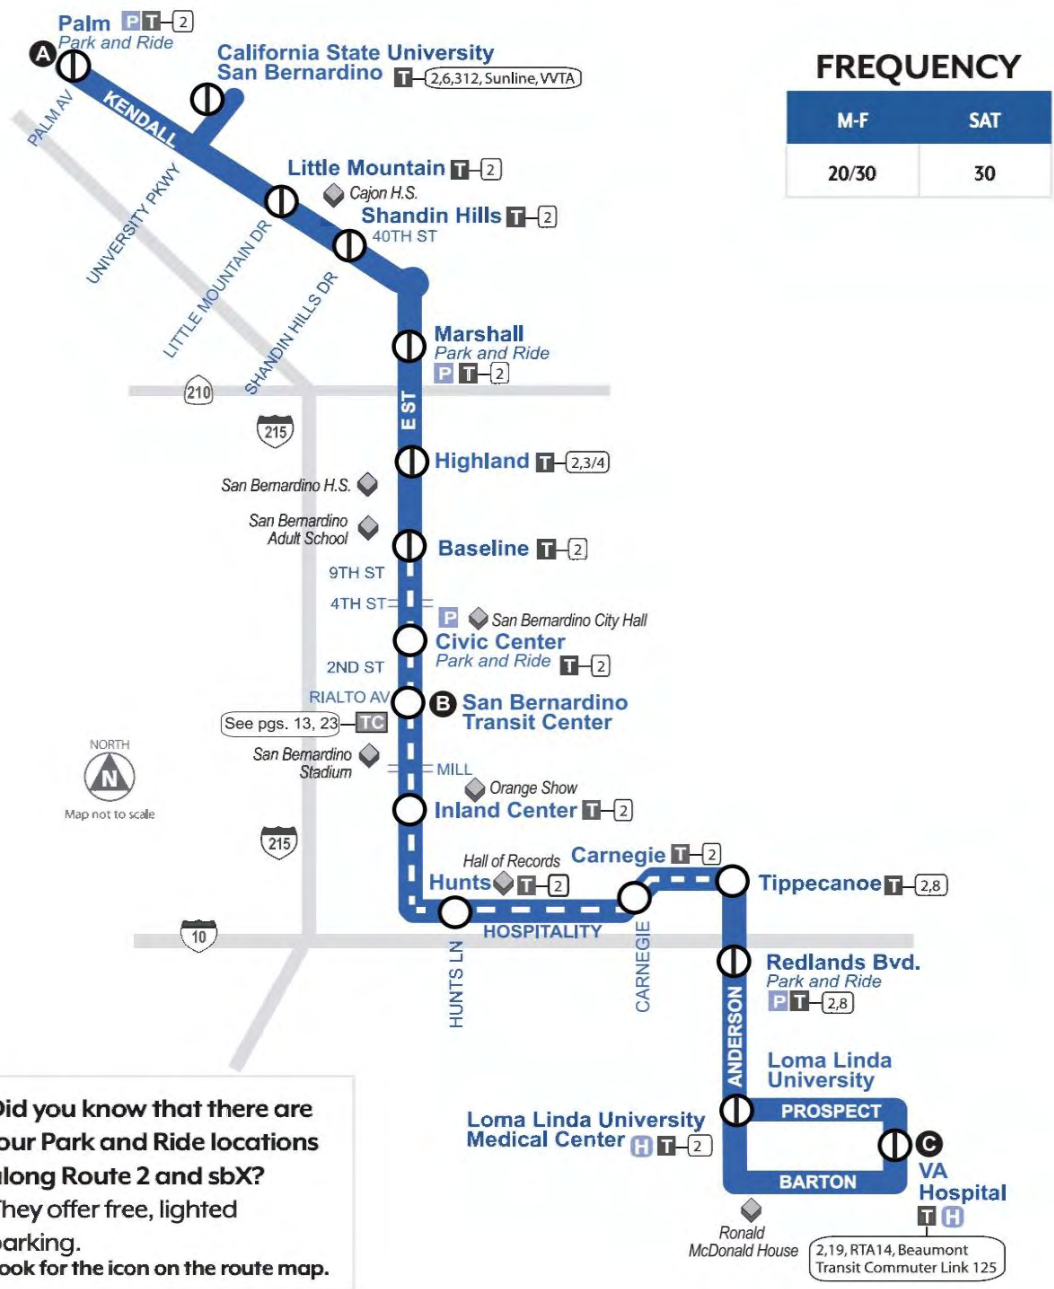 Palm P T 2
Park and Ride
A
California State University
San Bernardino T 2,6,312, Sunline, VVTA
FREQUENCY
M-F SAT
20/30 30
PALM AV
KENDALL
UNIVERSITY PKWY
Little Mountain T 2
Cajon H.S.
Shandin Hills T 2
40TH ST
LITTLE MOUNTAIN DR
SHANDIN HILLS DR
Marshall
Park and Ride
P T 2
210
215
E ST
Highland T 2,3/4
San Bernardino H.S.
San Bernardino
Adult School
Baseline T 2
9TH ST
4TH ST
P San Bernardino City Hall
Civic Center
Park and Ride T 2
2ND ST
RIALTO AV
B San Bernardino
Transit Center
See pgs. 13, 23 TC
San Bernardino
Stadium
NORTH
N
Map not to scale
MILL
Orange Show
Inland Center T 2
215
Hall of Records
Hunts T 2
Carnegie T 2
Tippecanoe T 2,8
HOSPITALITY
10
HUNTS LN
CARNEGIE
Redlands Blvd.
Park and Ride
P T 2,8
ANDERSON
Loma Linda
University
PROSPECT
Loma Linda University
Medical Center H T 2
C
VA
Hospital
T H
BARTON
Ronald
McDonald House
2,19, RTA14, Beaumont
Transit Commuter Link 125
Did you know that there are
our Park and Ride locations
along Route 2 and sbX?
They offer free, lighted
parking.
ook for the icon on the route map.